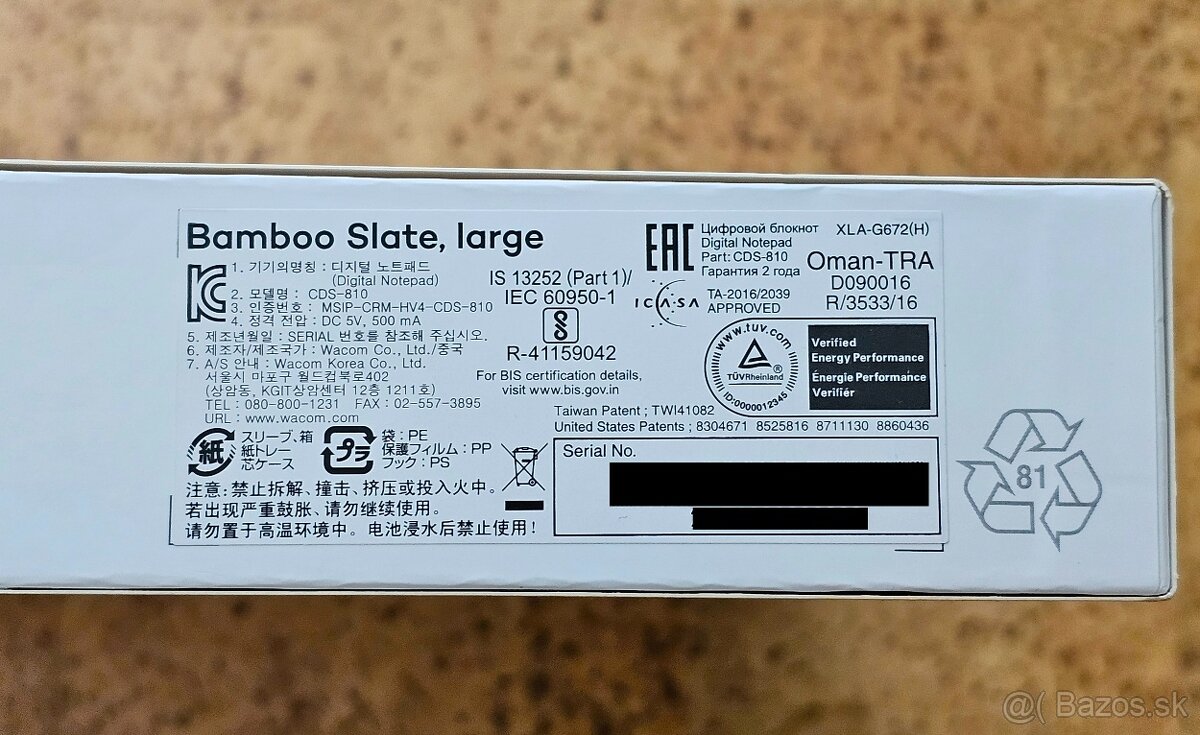 Bamboo Slate, large
1. 기기의명칭 : 디지털 노트패드
(Digital Notepad)
2. 모델명 : CDS-810
3. 인증번호 : MSIP-CRM-HV4-CDS-810
4. 정격 전압 : DC 5V, 500 mA
5. 제조년월일 : SERIAL 번호를 참조해 주십시오.
6. 제조자/제조국가 : Wacom Co., Ltd./중국
7. A/S 안내 : Wacom Korea Co., Ltd.
서울시 마포구 월드컵북로402
(상암동, KGIT상암센터 12층 1211호)
TEL : 080-800-1231 FAX : 02-557-3895
URL : www.wacom.com
IS 13252 (Part 1)/
IEC 60950-1
R-41159042
For BIS certification details,
visit www.bis.gov.in
EAC
Цифровой блокнот
Digital Notepad
Part: CDS-810
Гарантия 2 года
XLA-G672(H)
Oman-TRA
D090016
R/3533/16
ICASA
TA-2016/2039
APPROVED
www.tuv.com
TÜVRheinland®
ID:0000012345
Verified
Energy Performance
Énergie Performance
Verifiér
Taiwan Patent ; TWI41082
United States Patents ; 8304671 8525816 8711130 8860436
紙
スリーブ、箱
紙トレー
芯ケース
プラ
袋 : PE
保護フィルム : PP
フック : PS
注意: 禁止拆解、撞击、挤压或投入火中。
若出现严重鼓胀、请勿继续使用。
请勿置于高温环境中。电池浸水后禁止使用!
Serial No.
81
@( Bazos.sk